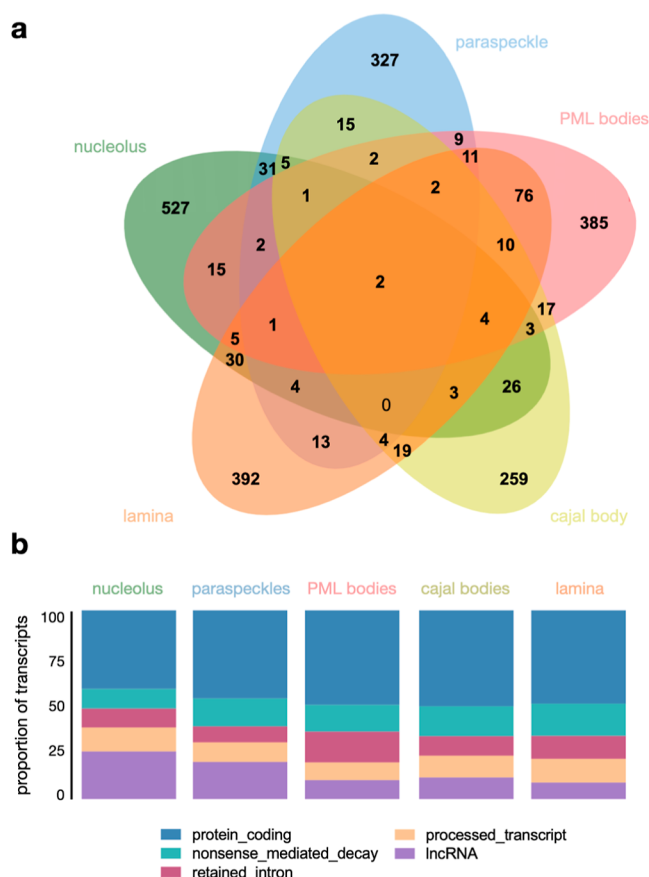 a
paraspeckle
PML bodies
nucleolus
lamina
cajal body
327
15
9
31 5 2 11
1 2 76
527 385
2 10
15 2
17
1 4 3
5
30
4 3 26
0
13 4 19
392 259
b
nucleolus paraspeckles PML bodies cajal bodies lamina
proportion of transcripts
100
75
50
25
0
protein_coding processed_transcript
nonsense_mediated_decay lncRNA
retained_intron